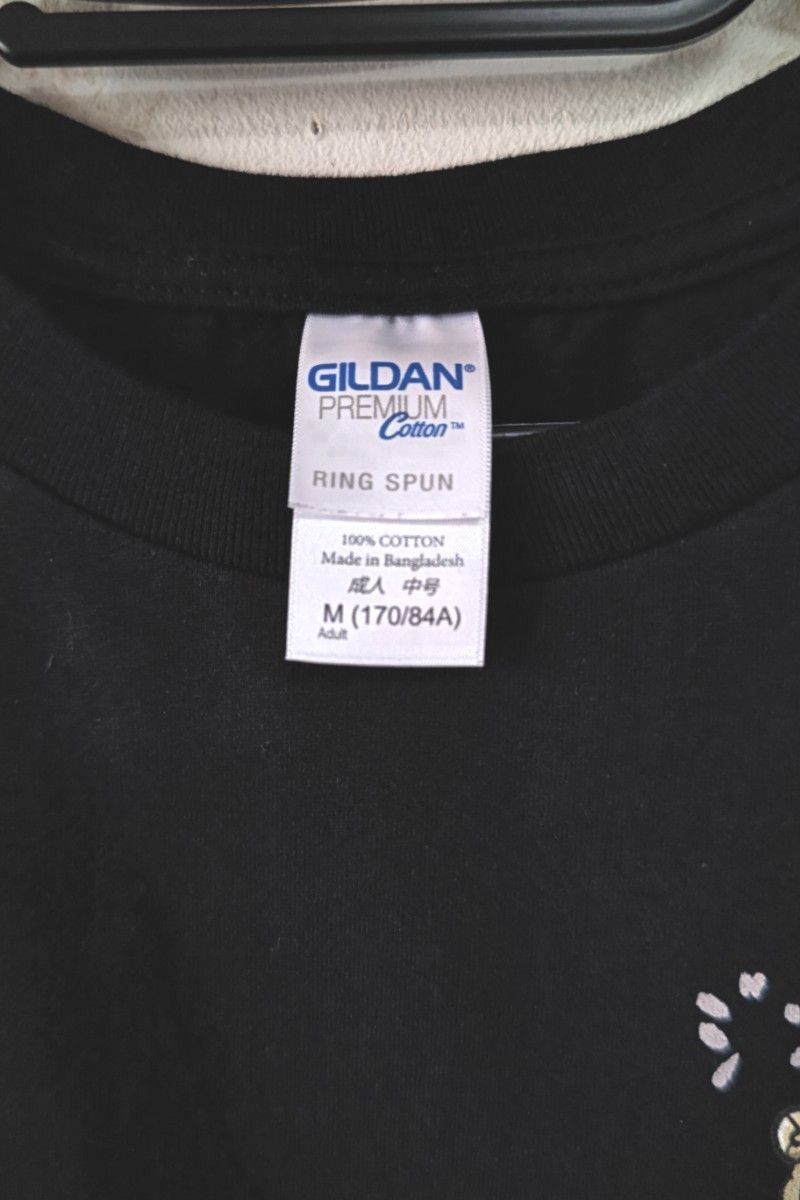 GILDAN®
PREMIUM
Cotton™
RING SPUN
100% COTTON
Made in Bangladesh
成人 中号
M (170/84A)
Adult